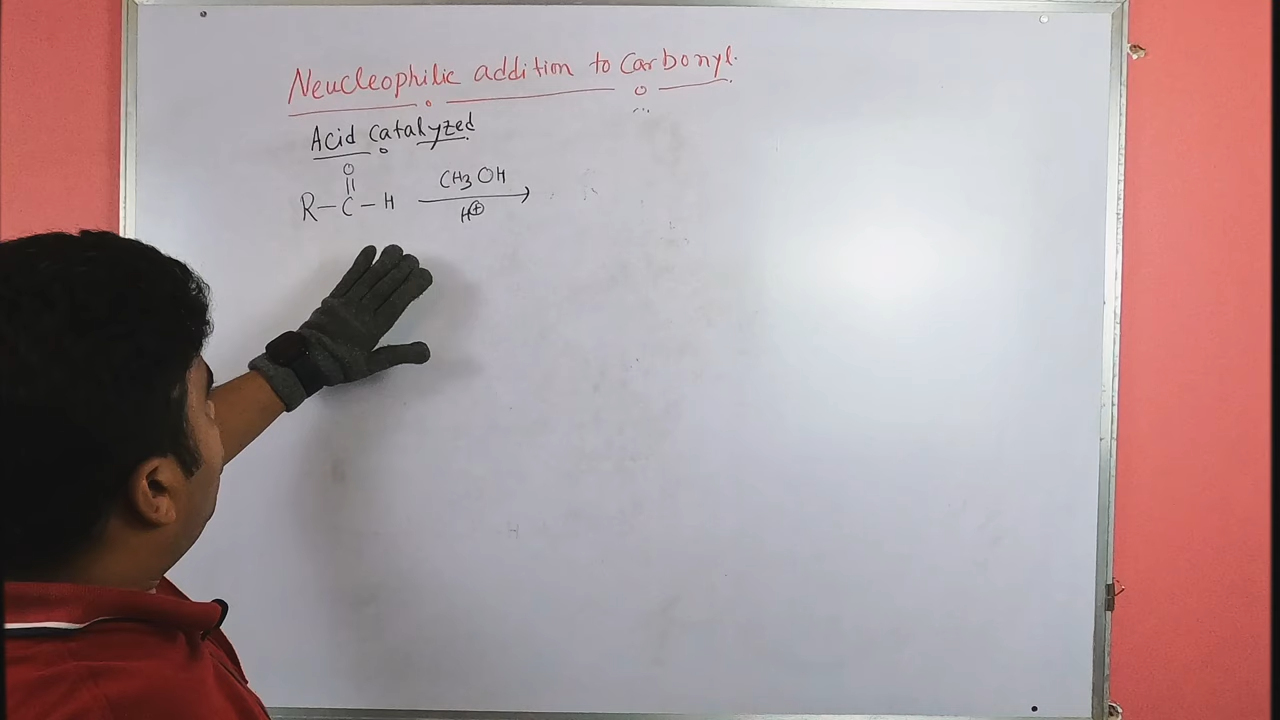 Neucleophilic addition to Carbonyl.
Acid catalyzed
O
||
R-C-H CH3OH
H⊕